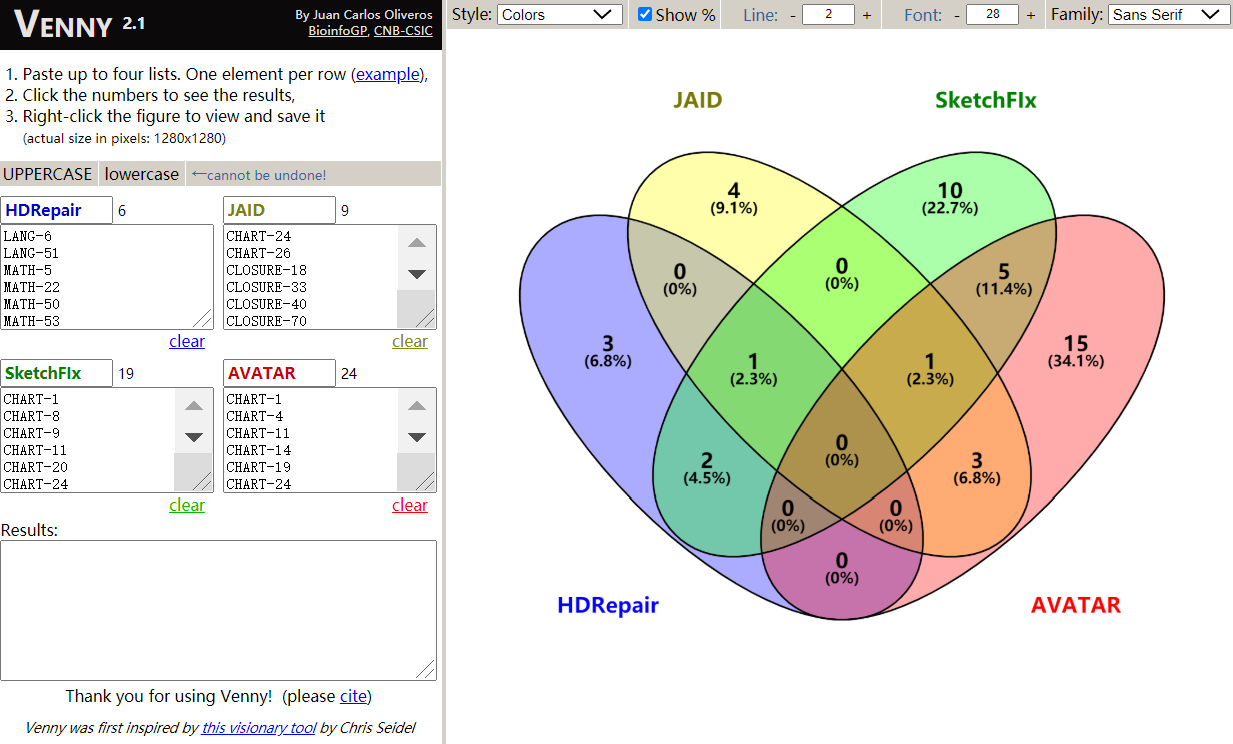 VENNY 2.1
By Juan Carlos Oliveros
BioinfoGP, CNB-CSIC
1. Paste up to four lists. One element per row (example),
2. Click the numbers to see the results,
3. Right-click the figure to view and save it
(actual size in pixels: 1280x1280)
UPPERCASE lowercase ←cannot be undone!
HDRepair 6
LANG-6
LANG-51
MATH-5
MATH-22
MATH-50
MATH-53
clear
JAID 9
CHART-24
CHART-26
CLOSURE-18
CLOSURE-33
CLOSURE-40
CLOSURE-70
clear
SketchFIx 19
CHART-1
CHART-8
CHART-9
CHART-11
CHART-20
CHART-24
clear
AVATAR 24
CHART-1
CHART-4
CHART-11
CHART-14
CHART-19
CHART-24
clear
Results:
Thank you for using Venny! (please cite)
Venny was first inspired by this visionary tool by Chris Seidel
Style: Colors Show % Line: - 2 + Font: - 28 + Family: Sans Serif
JAID
SketchFIx
4
(9.1%)
10
(22.7%)
0
(0%)
0
(0%)
5
(11.4%)
3
(6.8%)
15
(34.1%)
1
(2.3%)
1
(2.3%)
0
(0%)
2
(4.5%)
3
(6.8%)
0
(0%)
0
(0%)
0
(0%)
HDRepair
AVATAR